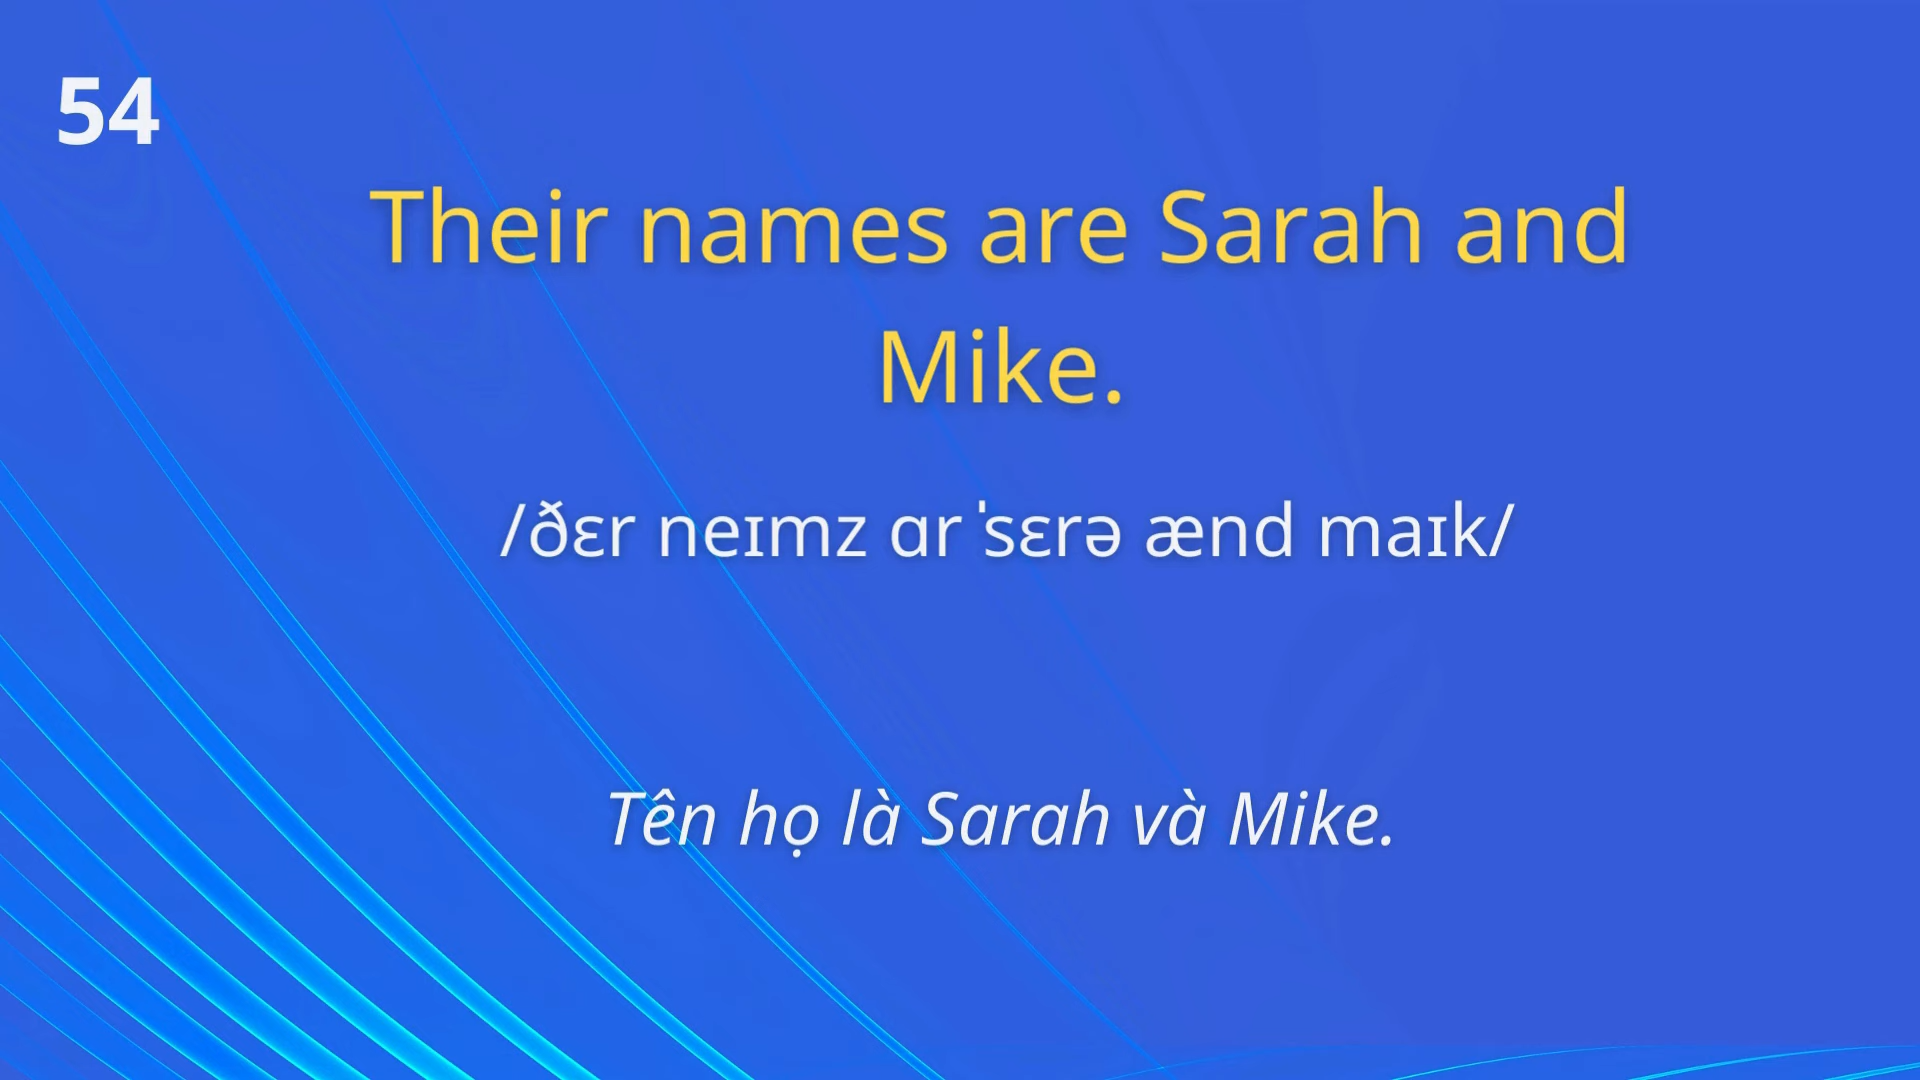 54
Their names are Sarah and
Mike.
/ðɛr neɪmz ɑr ˈsɛrə ænd maɪk/
Tên họ là Sarah và Mike.